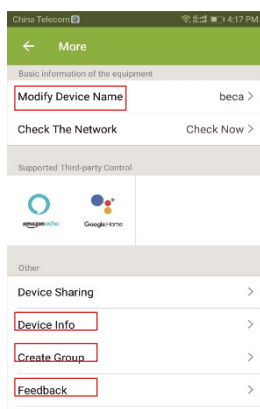 China Telecom 4:17 PM
← More
Basic information of the equipment
Modify Device Name beca >
Check The Network Check Now >
Supported Third-party Control
amazon echo Google Home
Other
Device Sharing >
Device Info >
Create Group >
Feedback >